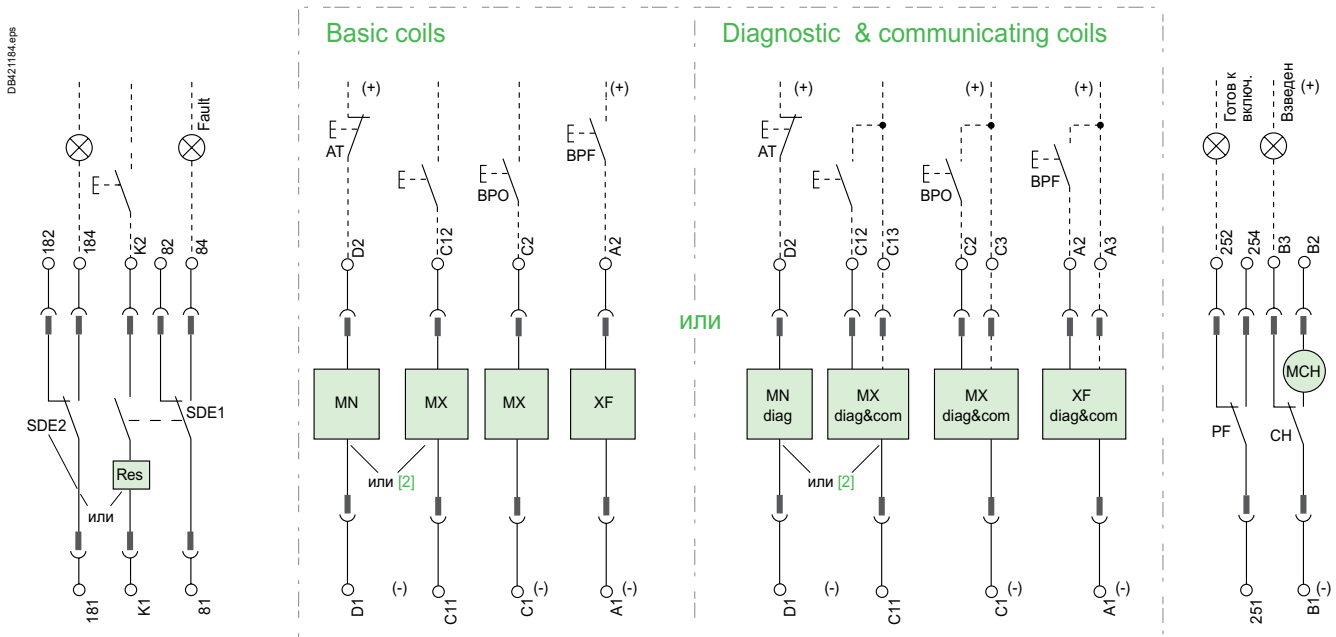 DB421184.eps
Basic coils
Diagnostic & communicating coils
Fault
(+)
(+)
(+)
(+)
(+)
Готов к
включ.
Взведен
(+)
AT
BPO
BPF
AT
BPO
BPF
182
184
K2
82
84
D2
C12
C2
A2
D2
C12
C13
C2
C3
A2
A3
252
254
B3
B2
или
MN
MX
MX
XF
MN
diag
MX
diag&com
MX
diag&com
XF
diag&com
MCH
SDE2
SDE1
PF
CH
Res
или
или [2]
или [2]
181
K1
81
D1
(-)
C11
C1
(-)
A1
(-)
D1
(-)
C11
C1
(-)
A1
(-)
251
B1
(-)